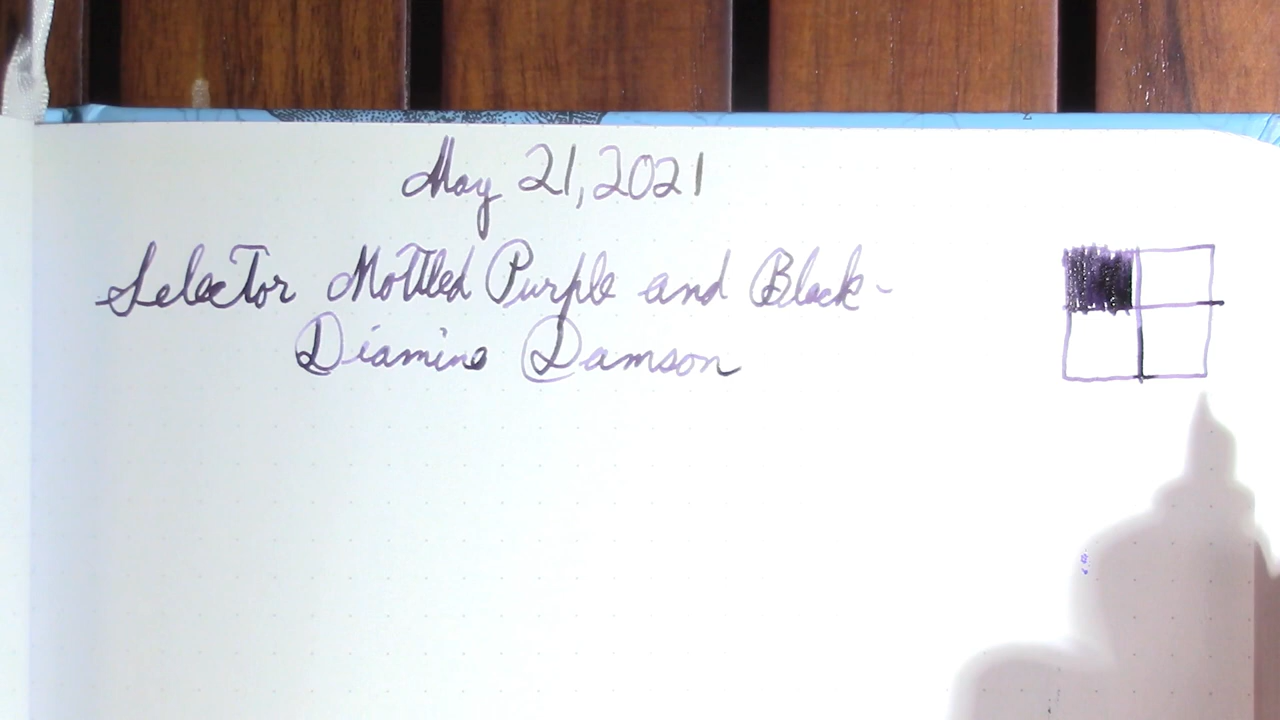 May 21, 2021
Selector Mottled Purple and Black -
Diamine Damson